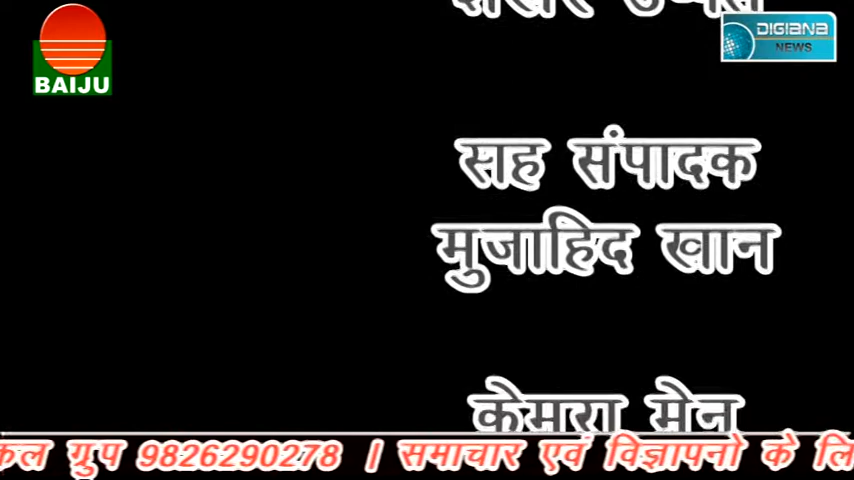 BAIJU
DIGIANA
NEWS
सह संपादक
मुजाहिद खान
केमरा मेन
ग्रुप 9826290278 । समाचार एवं विज्ञापनो के